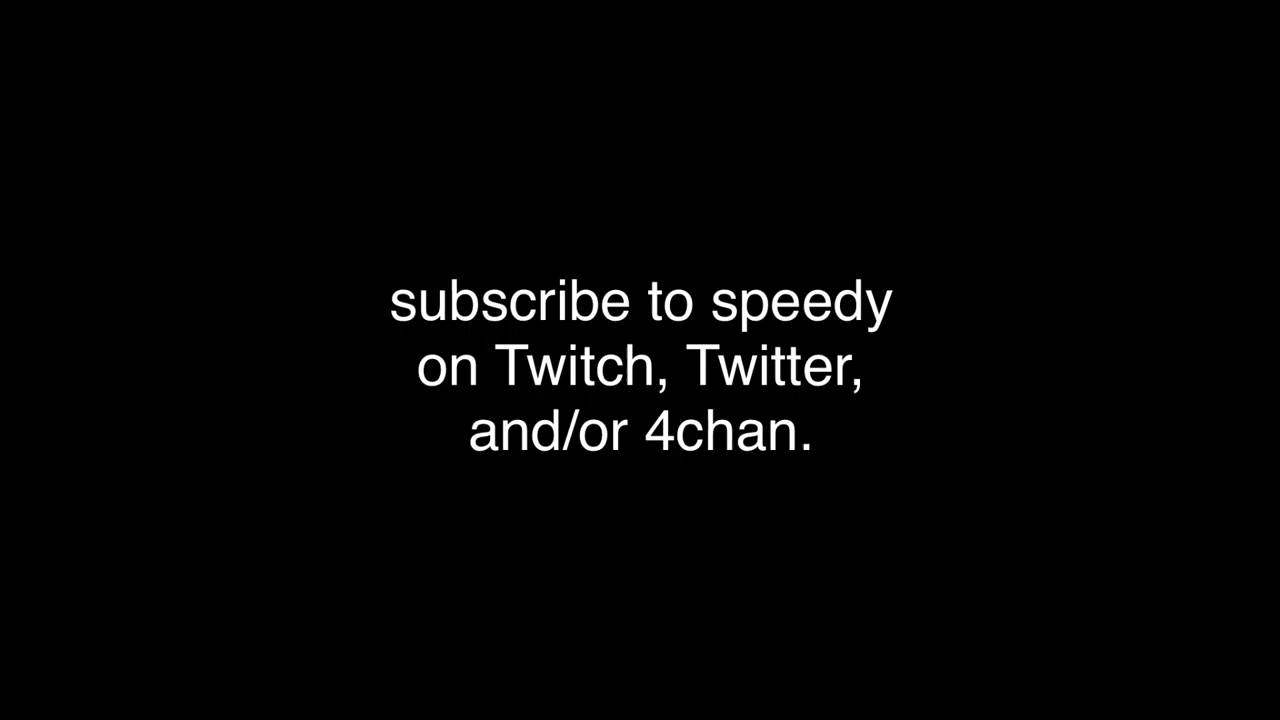 subscribe to speedy
on Twitch, Twitter,
and/or 4chan.